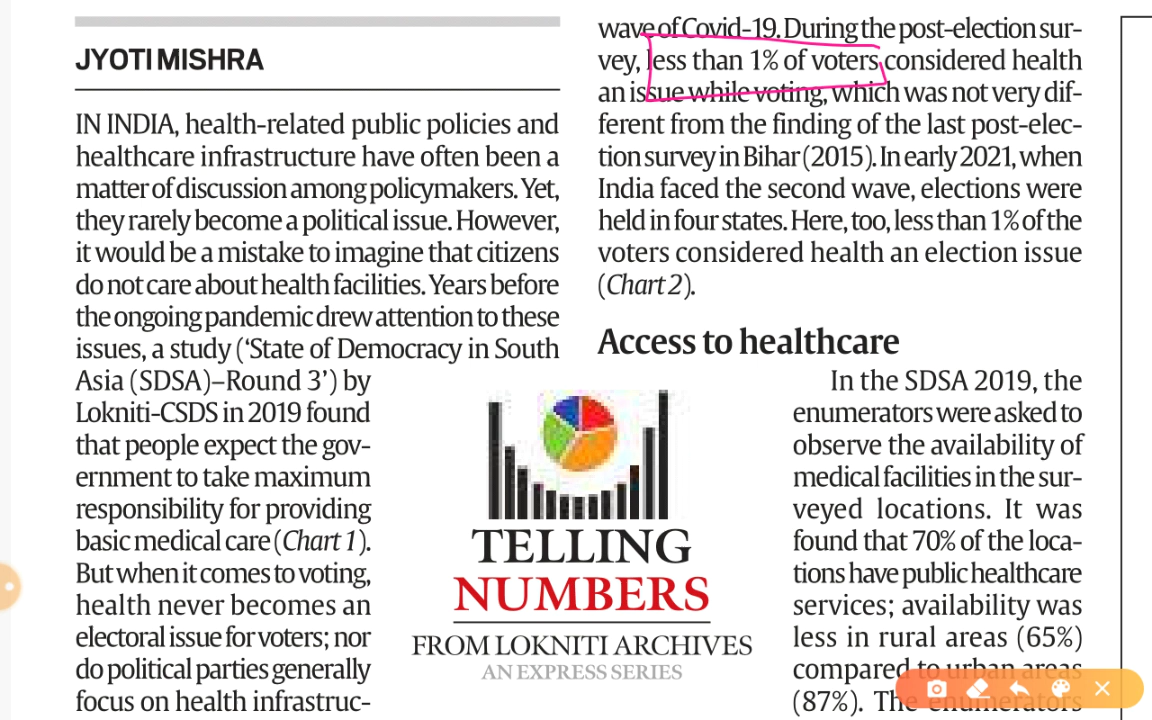 JYOTI MISHRA
IN INDIA, health-related public policies and
healthcare infrastructure have often been a
matter of discussion among policymakers. Yet,
they rarely become a political issue. However,
it would be a mistake to imagine that citizens
do not care about health facilities. Years before
the ongoing pandemic drew attention to these
issues, a study (‘State of Democracy in South
Asia (SDSA)–Round 3’) by
Lokniti-CSDS in 2019 found
that people expect the gov-
ernment to take maximum
responsibility for providing
basic medical care (Chart 1).
But when it comes to voting,
health never becomes an
electoral issue for voters; nor
do political parties generally
focus on health infrastruc-
TELLING
NUMBERS
FROM LOKNITI ARCHIVES
AN EXPRESS SERIES
wave of Covid-19. During the post-election sur-
vey, less than 1% of voters considered health
an issue while voting, which was not very dif-
ferent from the finding of the last post-elec-
tion survey in Bihar (2015). In early 2021, when
India faced the second wave, elections were
held in four states. Here, too, less than 1% of the
voters considered health an election issue
(Chart 2).
Access to healthcare
In the SDSA 2019, the
enumerators were asked to
observe the availability of
medical facilities in the sur-
veyed locations. It was
found that 70% of the loca-
tions have public healthcare
services; availability was
less in rural areas (65%)
compared to urban areas
(87%). The enumerators